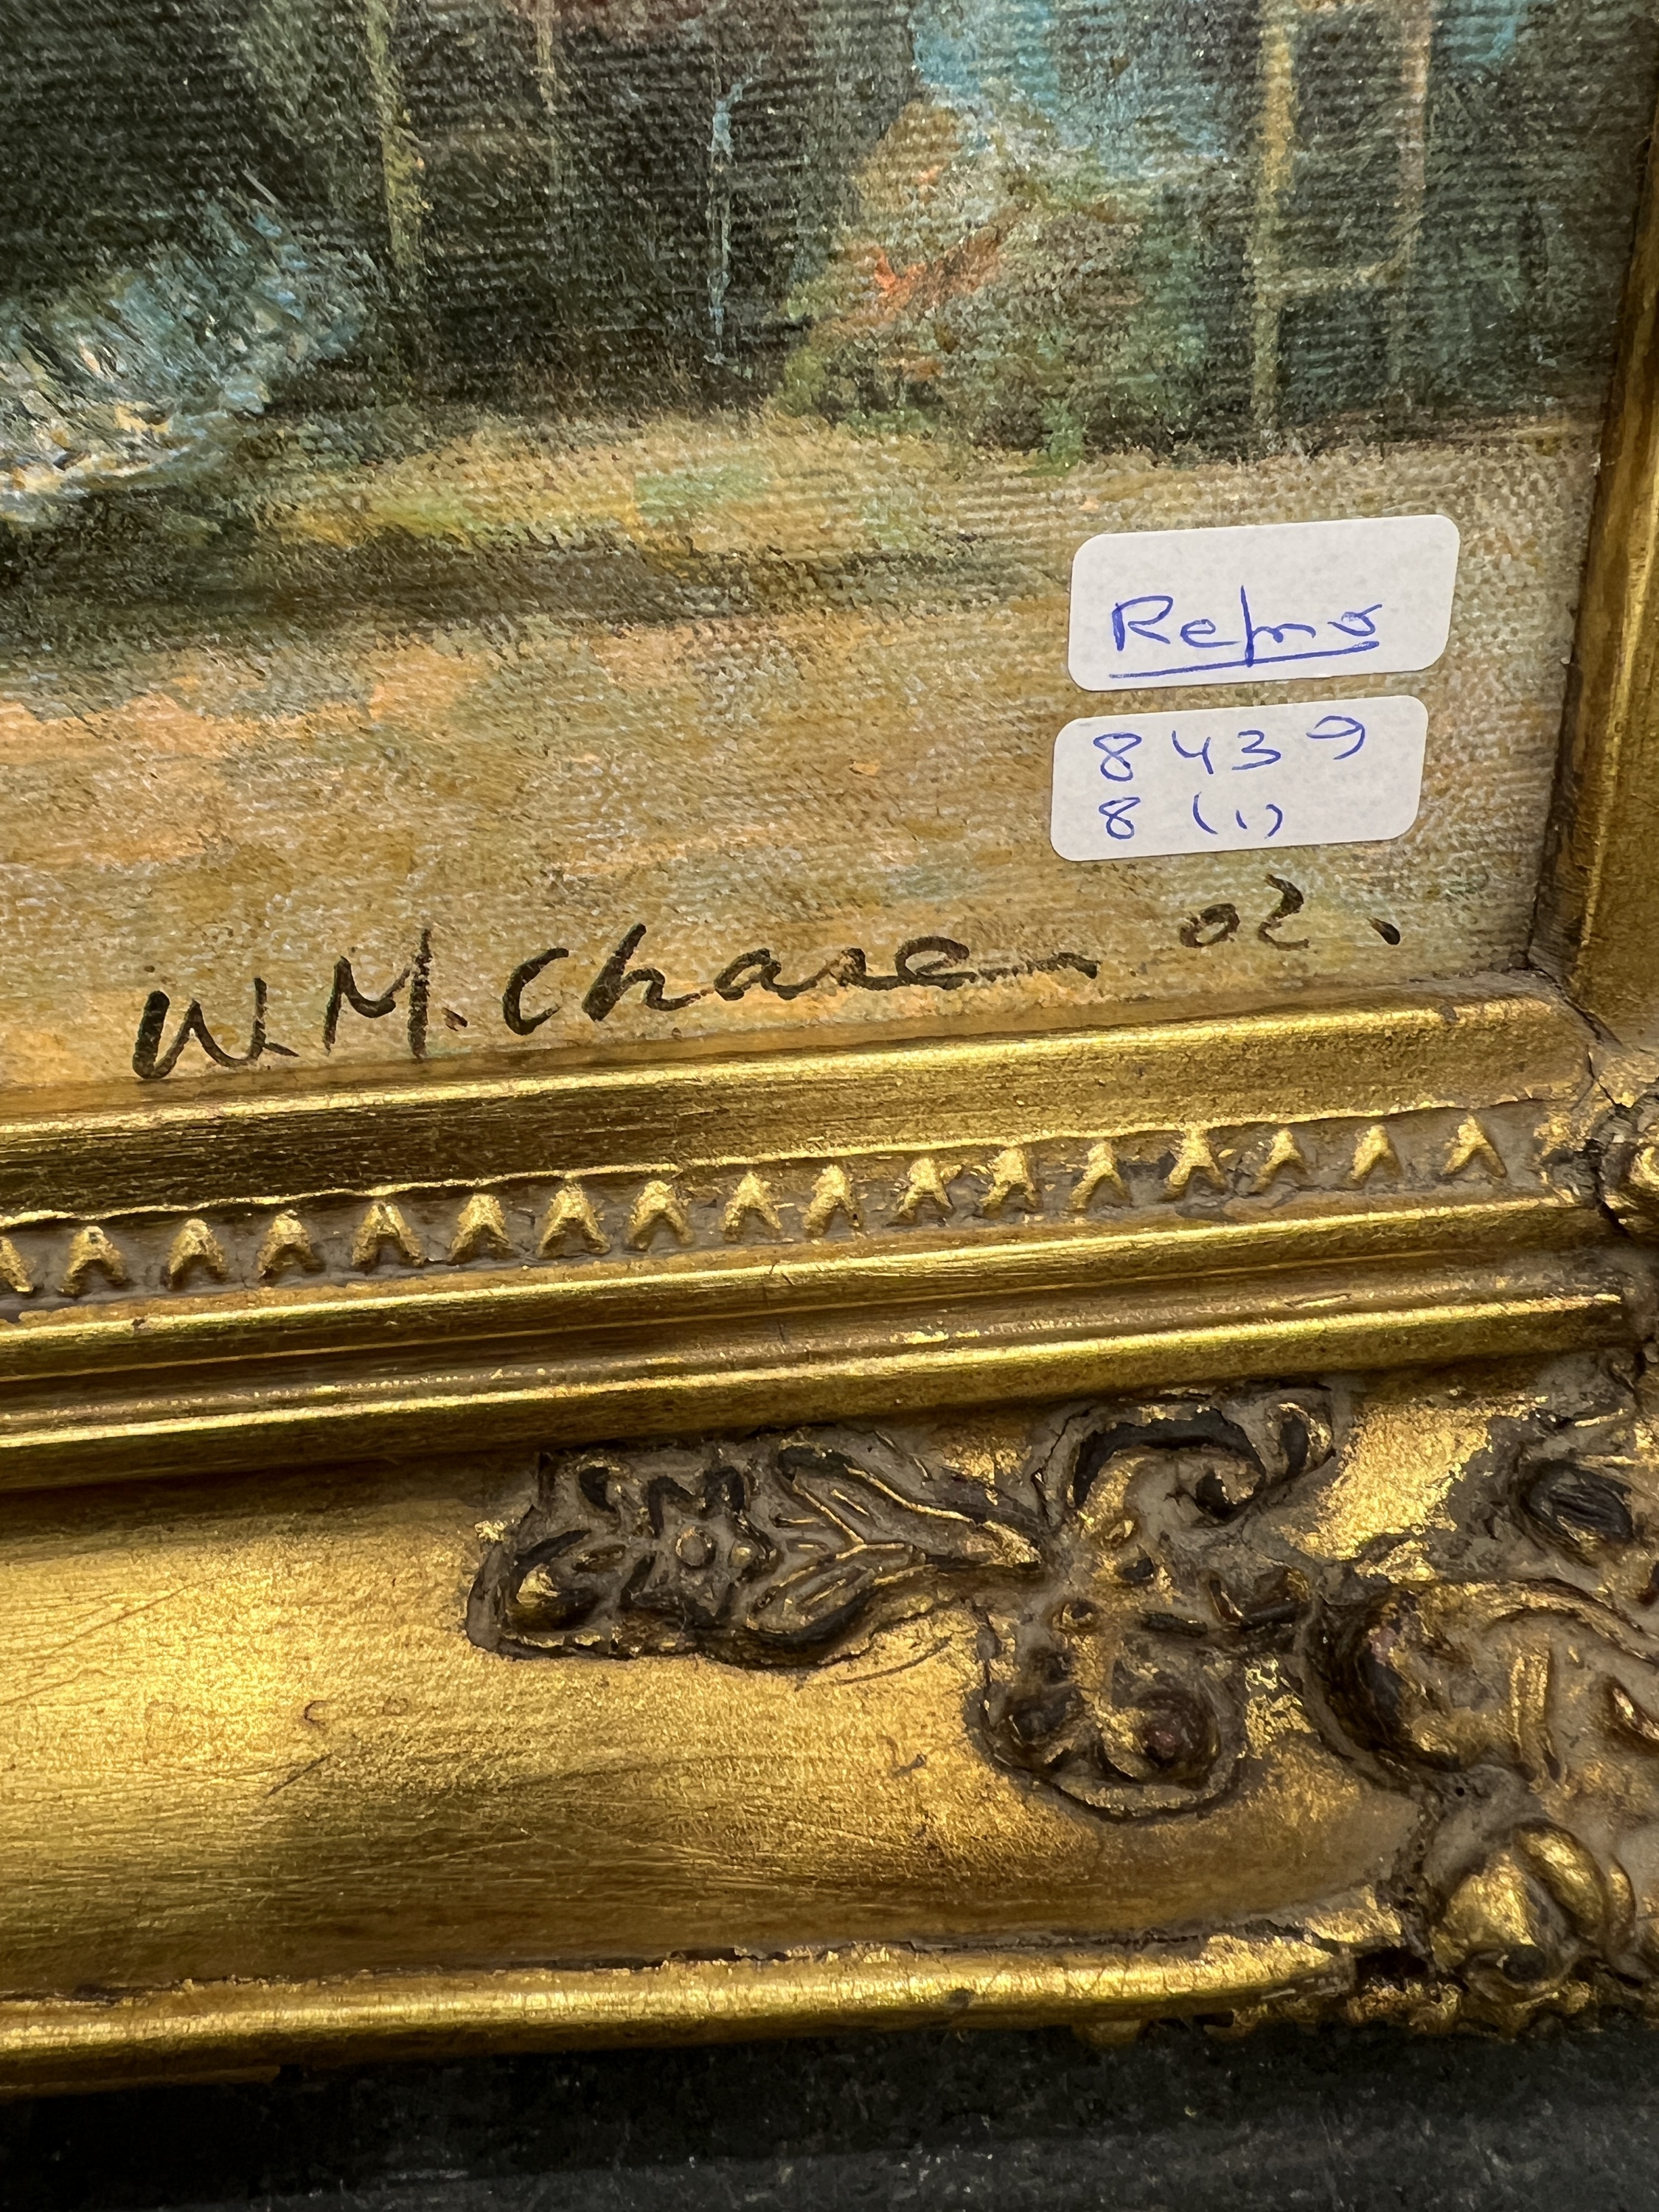 Repro
8439
8 (1)
W.M. Chase - 02.